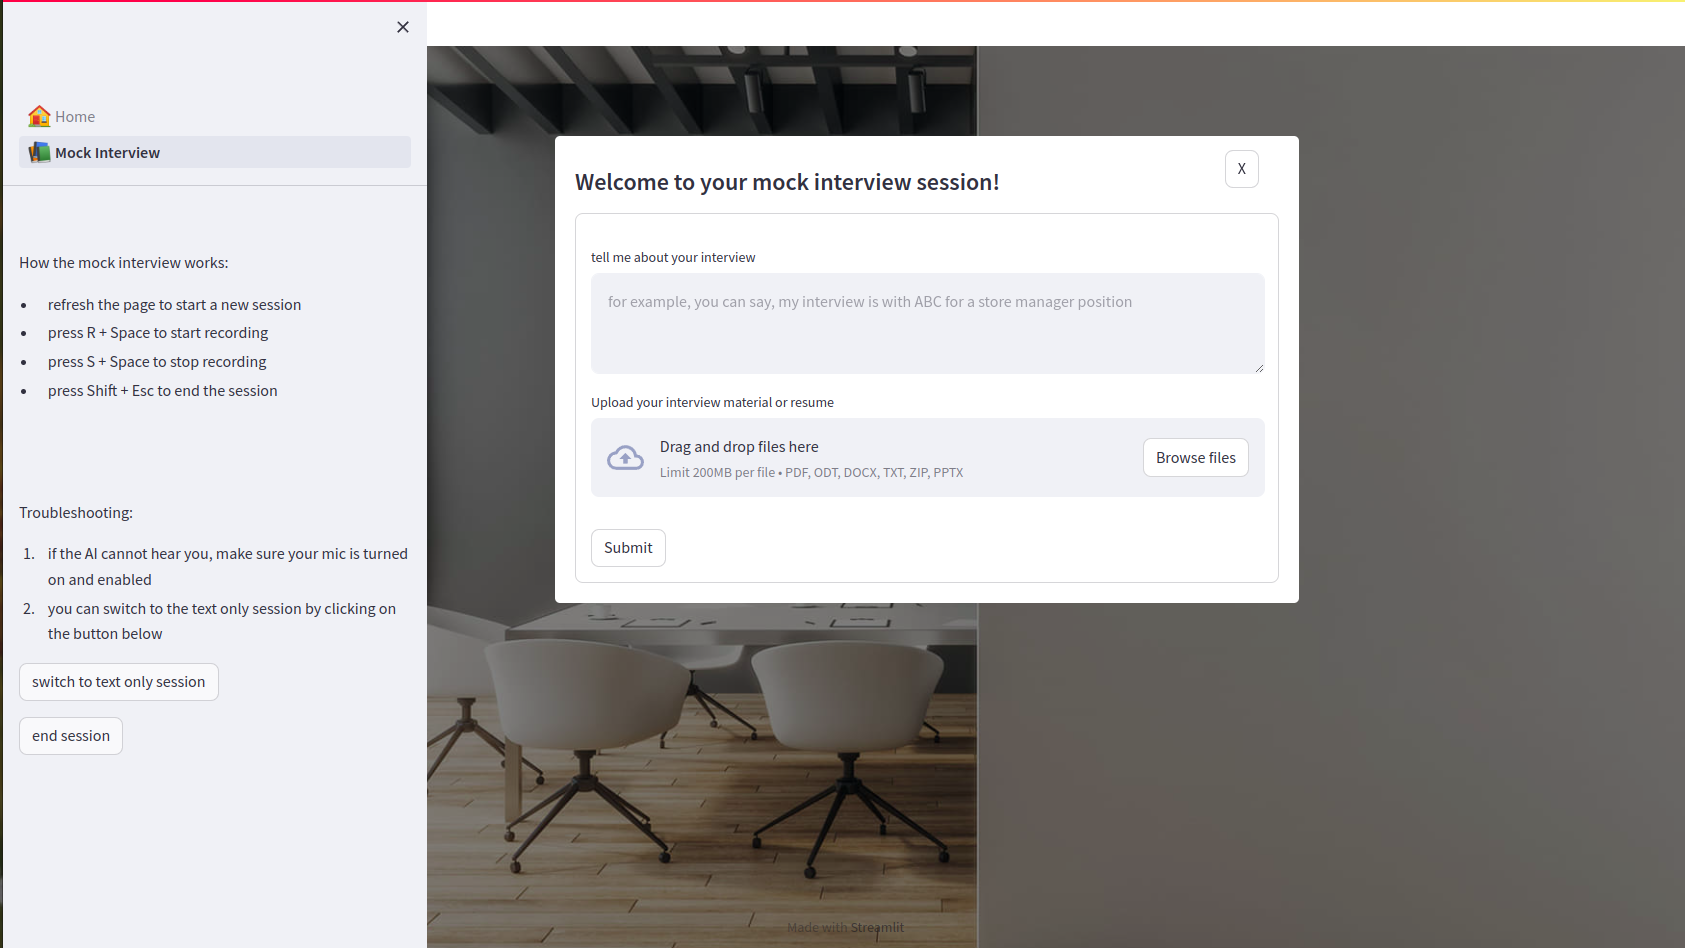 Home
Mock Interview
How the mock interview works:
• refresh the page to start a new session
• press R + Space to start recording
• press S + Space to stop recording
• press Shift + Esc to end the session
Troubleshooting:
1. if the AI cannot hear you, make sure your mic is turned
on and enabled
2. you can switch to the text only session by clicking on
the button below
switch to text only session
end session
Welcome to your mock interview session!
X
tell me about your interview
for example, you can say, my interview is with ABC for a store manager position
Upload your interview material or resume
Drag and drop files here
Limit 200MB per file • PDF, ODT, DOCX, TXT, ZIP, PPTX
Browse files
Submit
Made with Streamlit